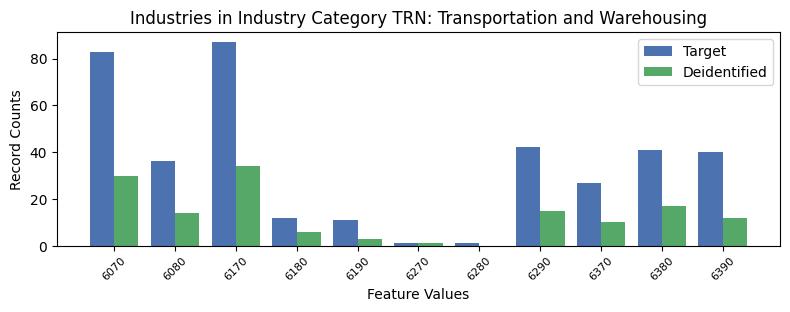 Industries in Industry Category TRN: Transportation and Warehousing
Target
Deidentified
Record Counts
80
60
40
20
0
6070 6080 6170 6180 6190 6270 6280 6290 6370 6380 6390
Feature Values